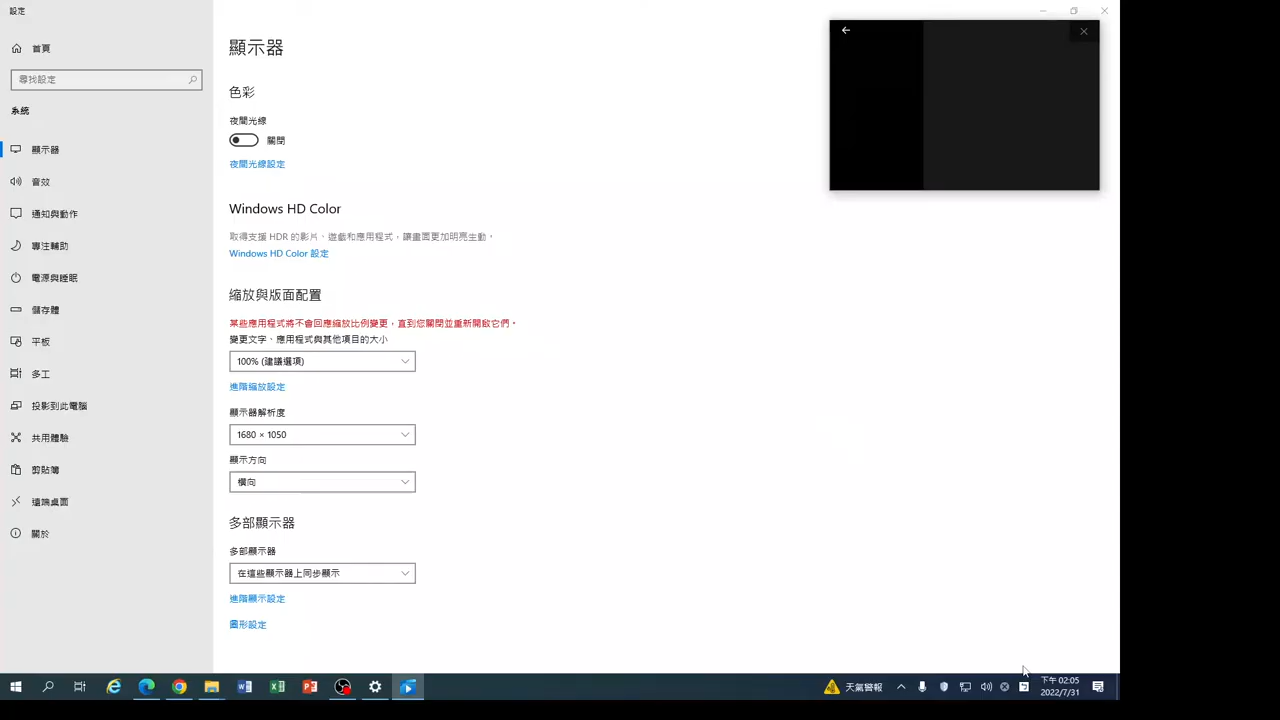 設定
首頁
尋找設定
系統
顯示器
音效
通知與動作
專注輔助
電源與睡眠
儲存體
平板
多工
投影到此電腦
共用體驗
剪貼簿
遠端桌面
關於
顯示器
色彩
夜間光線
關閉
夜間光線設定
Windows HD Color
取得支援 HDR 的影片、遊戲和應用程式，讓畫面更加明亮生動。
Windows HD Color 設定
縮放與版面配置
某些應用程式將不會回應縮放比例變更，直到您關閉並重新開啟它們。
變更文字、應用程式與其他項目的大小
100% (建議選項)
進階縮放設定
顯示器解析度
1680 × 1050
顯示方向
橫向
多部顯示器
多部顯示器
在這些顯示器上同步顯示
進階顯示設定
圖形設定
天氣警報
下午 02:05
2022/7/31